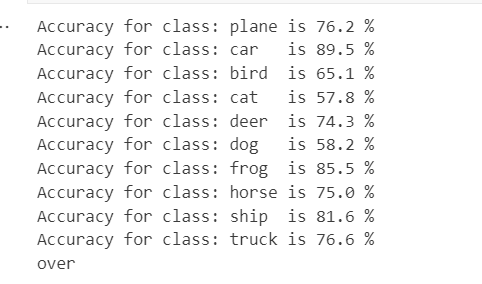 Accuracy for class: plane is 76.2 %
Accuracy for class: car   is 89.5 %
Accuracy for class: bird  is 65.1 %
Accuracy for class: cat   is 57.8 %
Accuracy for class: deer  is 74.3 %
Accuracy for class: dog   is 58.2 %
Accuracy for class: frog  is 85.5 %
Accuracy for class: horse is 75.0 %
Accuracy for class: ship  is 81.6 %
Accuracy for class: truck is 76.6 %
over